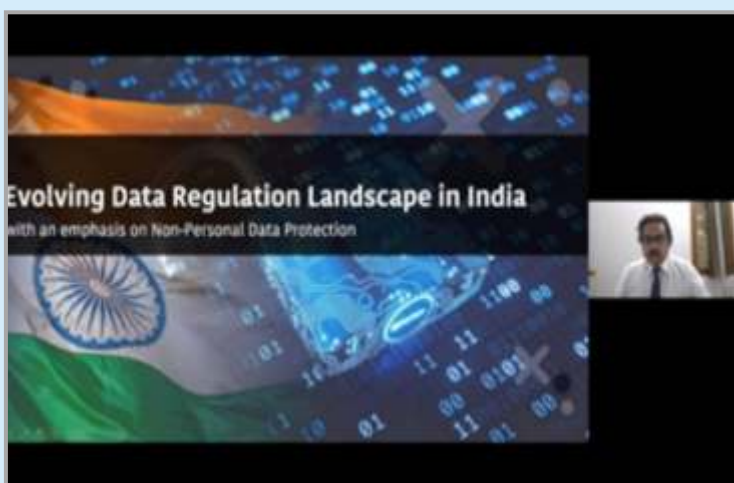 Evolving Data Regulation Landscape in India
with an emphasis on Non-Personal Data Protection